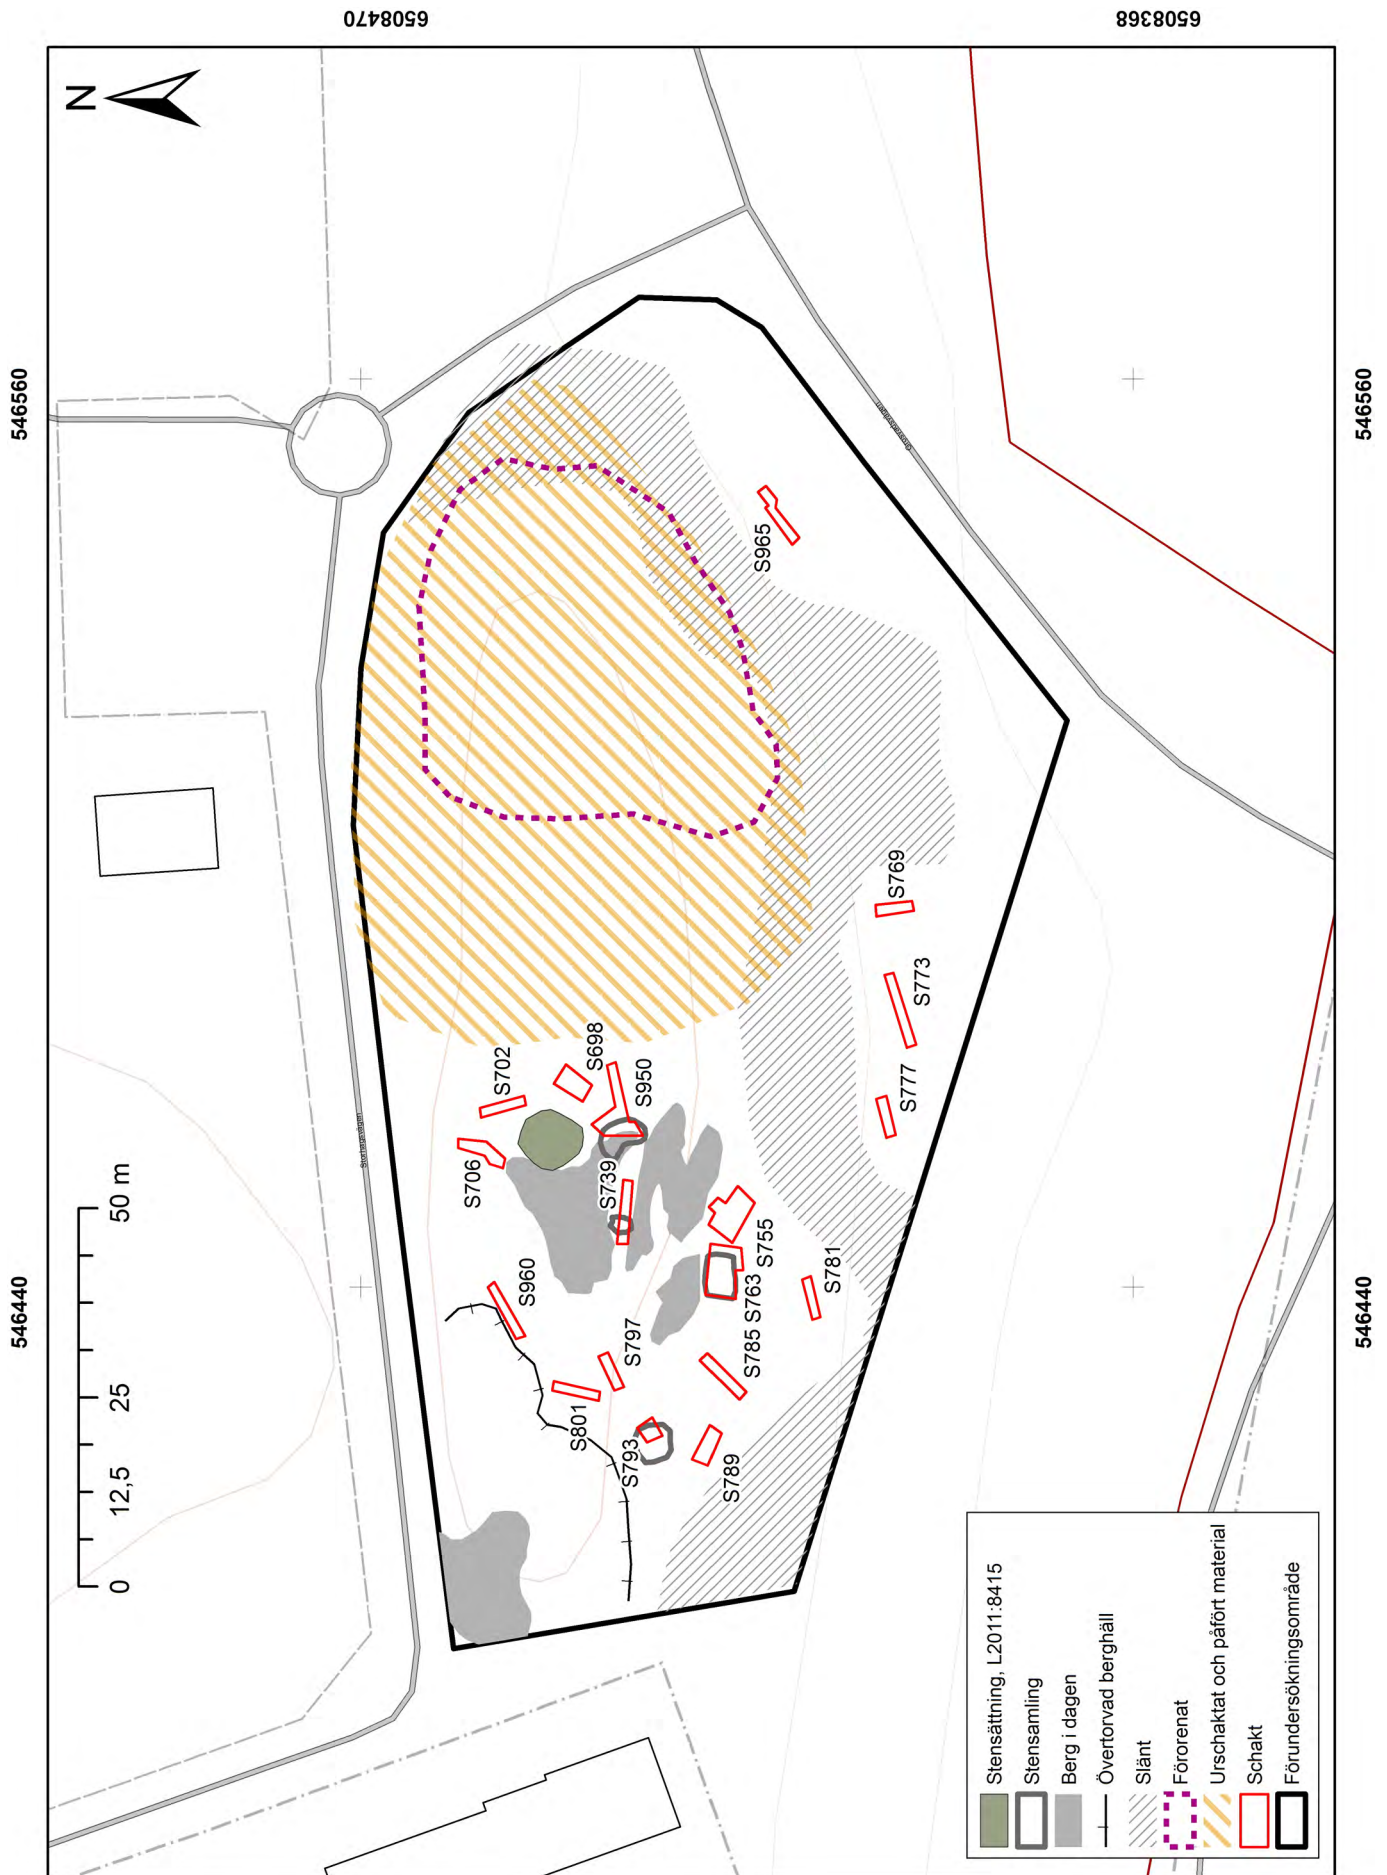 N
6508470
6508368
546560
546560
546440
546440
50 m
25
12,5
0
Storhagsvägen
S702
S698
S950
S706
S739
S960
S797
S801
S793
S755
S763
S785
S789
S781
S777
S773
S769
S965
Stensättning, L2011:8415
Stensamling
Berg i dagen
Övertorvad berghäll
Slänt
Förorenat
Urschaktat och påfört material
Schakt
Förundersökningsområde